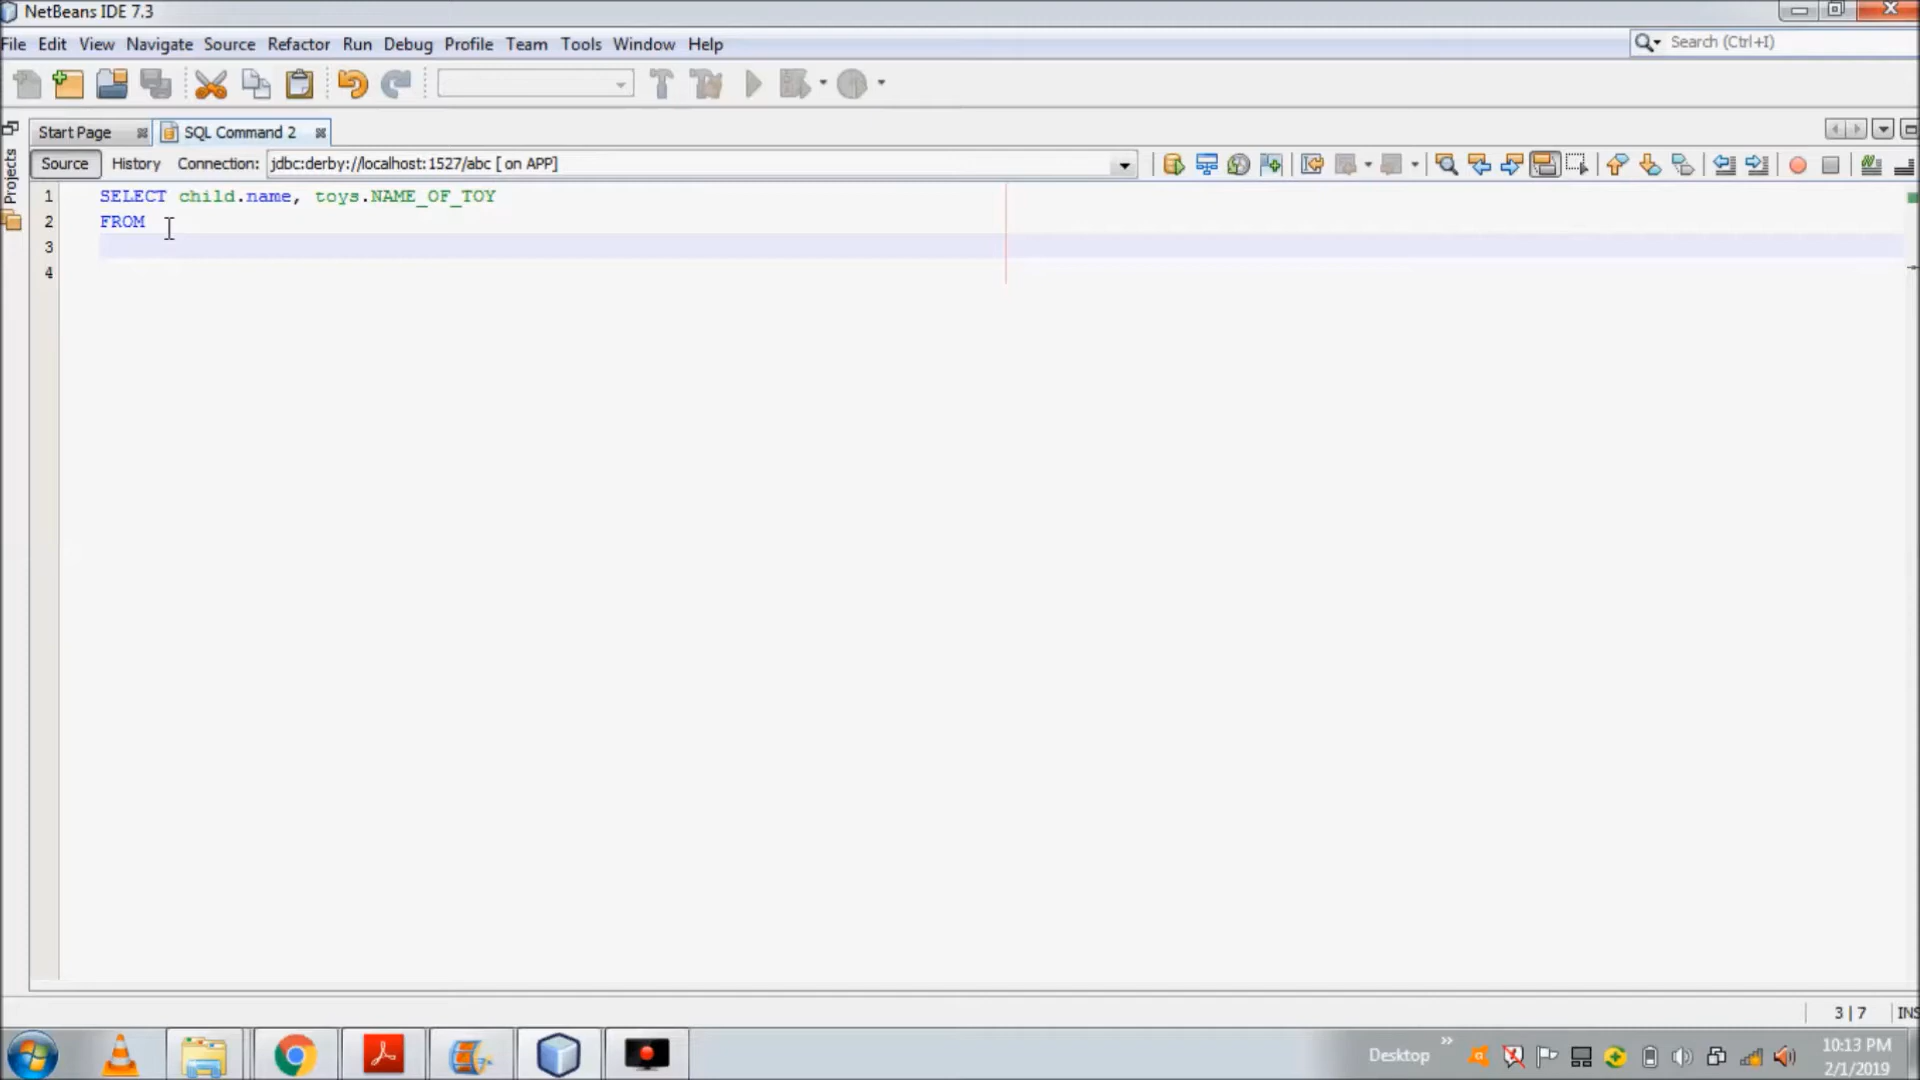 NetBeans IDE 7.3
File Edit View Navigate Source Refactor Run Debug Profile Team Tools Window Help
Search (Ctrl+I)
Start Page SQL Command 2
Projects
Source History Connection: jdbc:derby://localhost:1527/abc [ on APP]
1 SELECT child.name, toys.NAME_OF_TOY
2 FROM
3
4
3 | 7 INS
Desktop
10:13 PM
2/1/2019